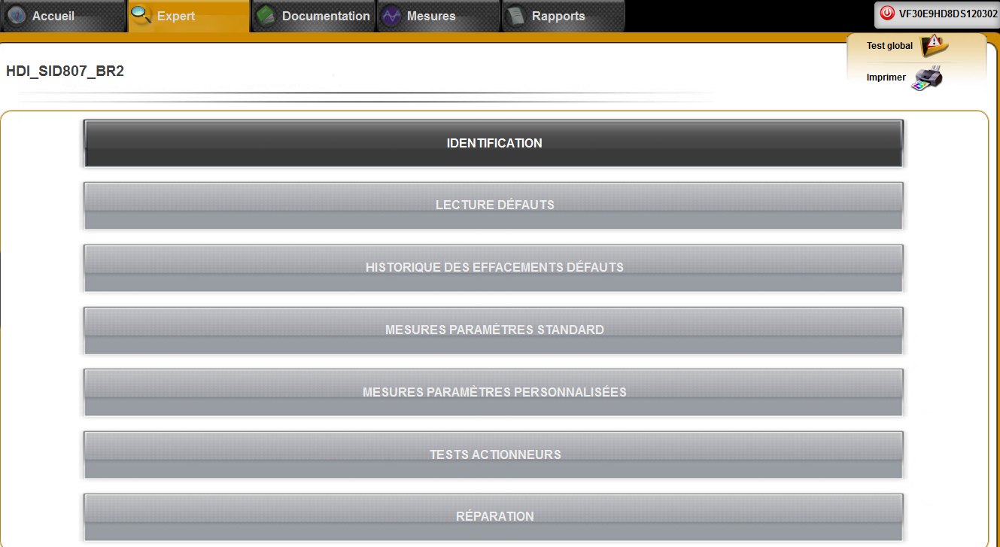 Accueil Expert Documentation Mesures Rapports VF30E9HD8DS120302
Test global
HDI_SID807_BR2
Imprimer
IDENTIFICATION
LECTURE DÉFAUTS
HISTORIQUE DES EFFACEMENTS DÉFAUTS
MESURES PARAMÈTRES STANDARD
MESURES PARAMÈTRES PERSONNALISÉES
TESTS ACTIONNEURS
RÉPARATION